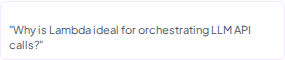 "Why is Lambda ideal for orchestrating LLM API
calls?"